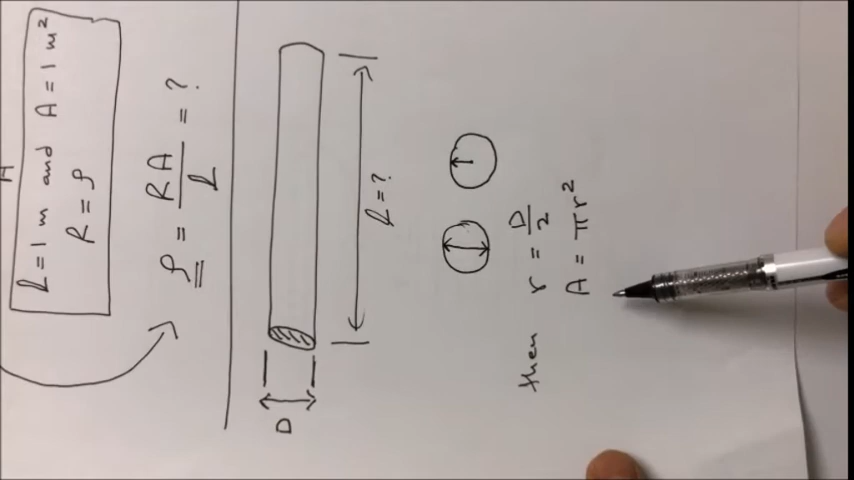 A
l = 1 m and A = 1 m²
R = ρ
ρ = RA/l = ?
l = ?
D
then r = D/2
A = πr²